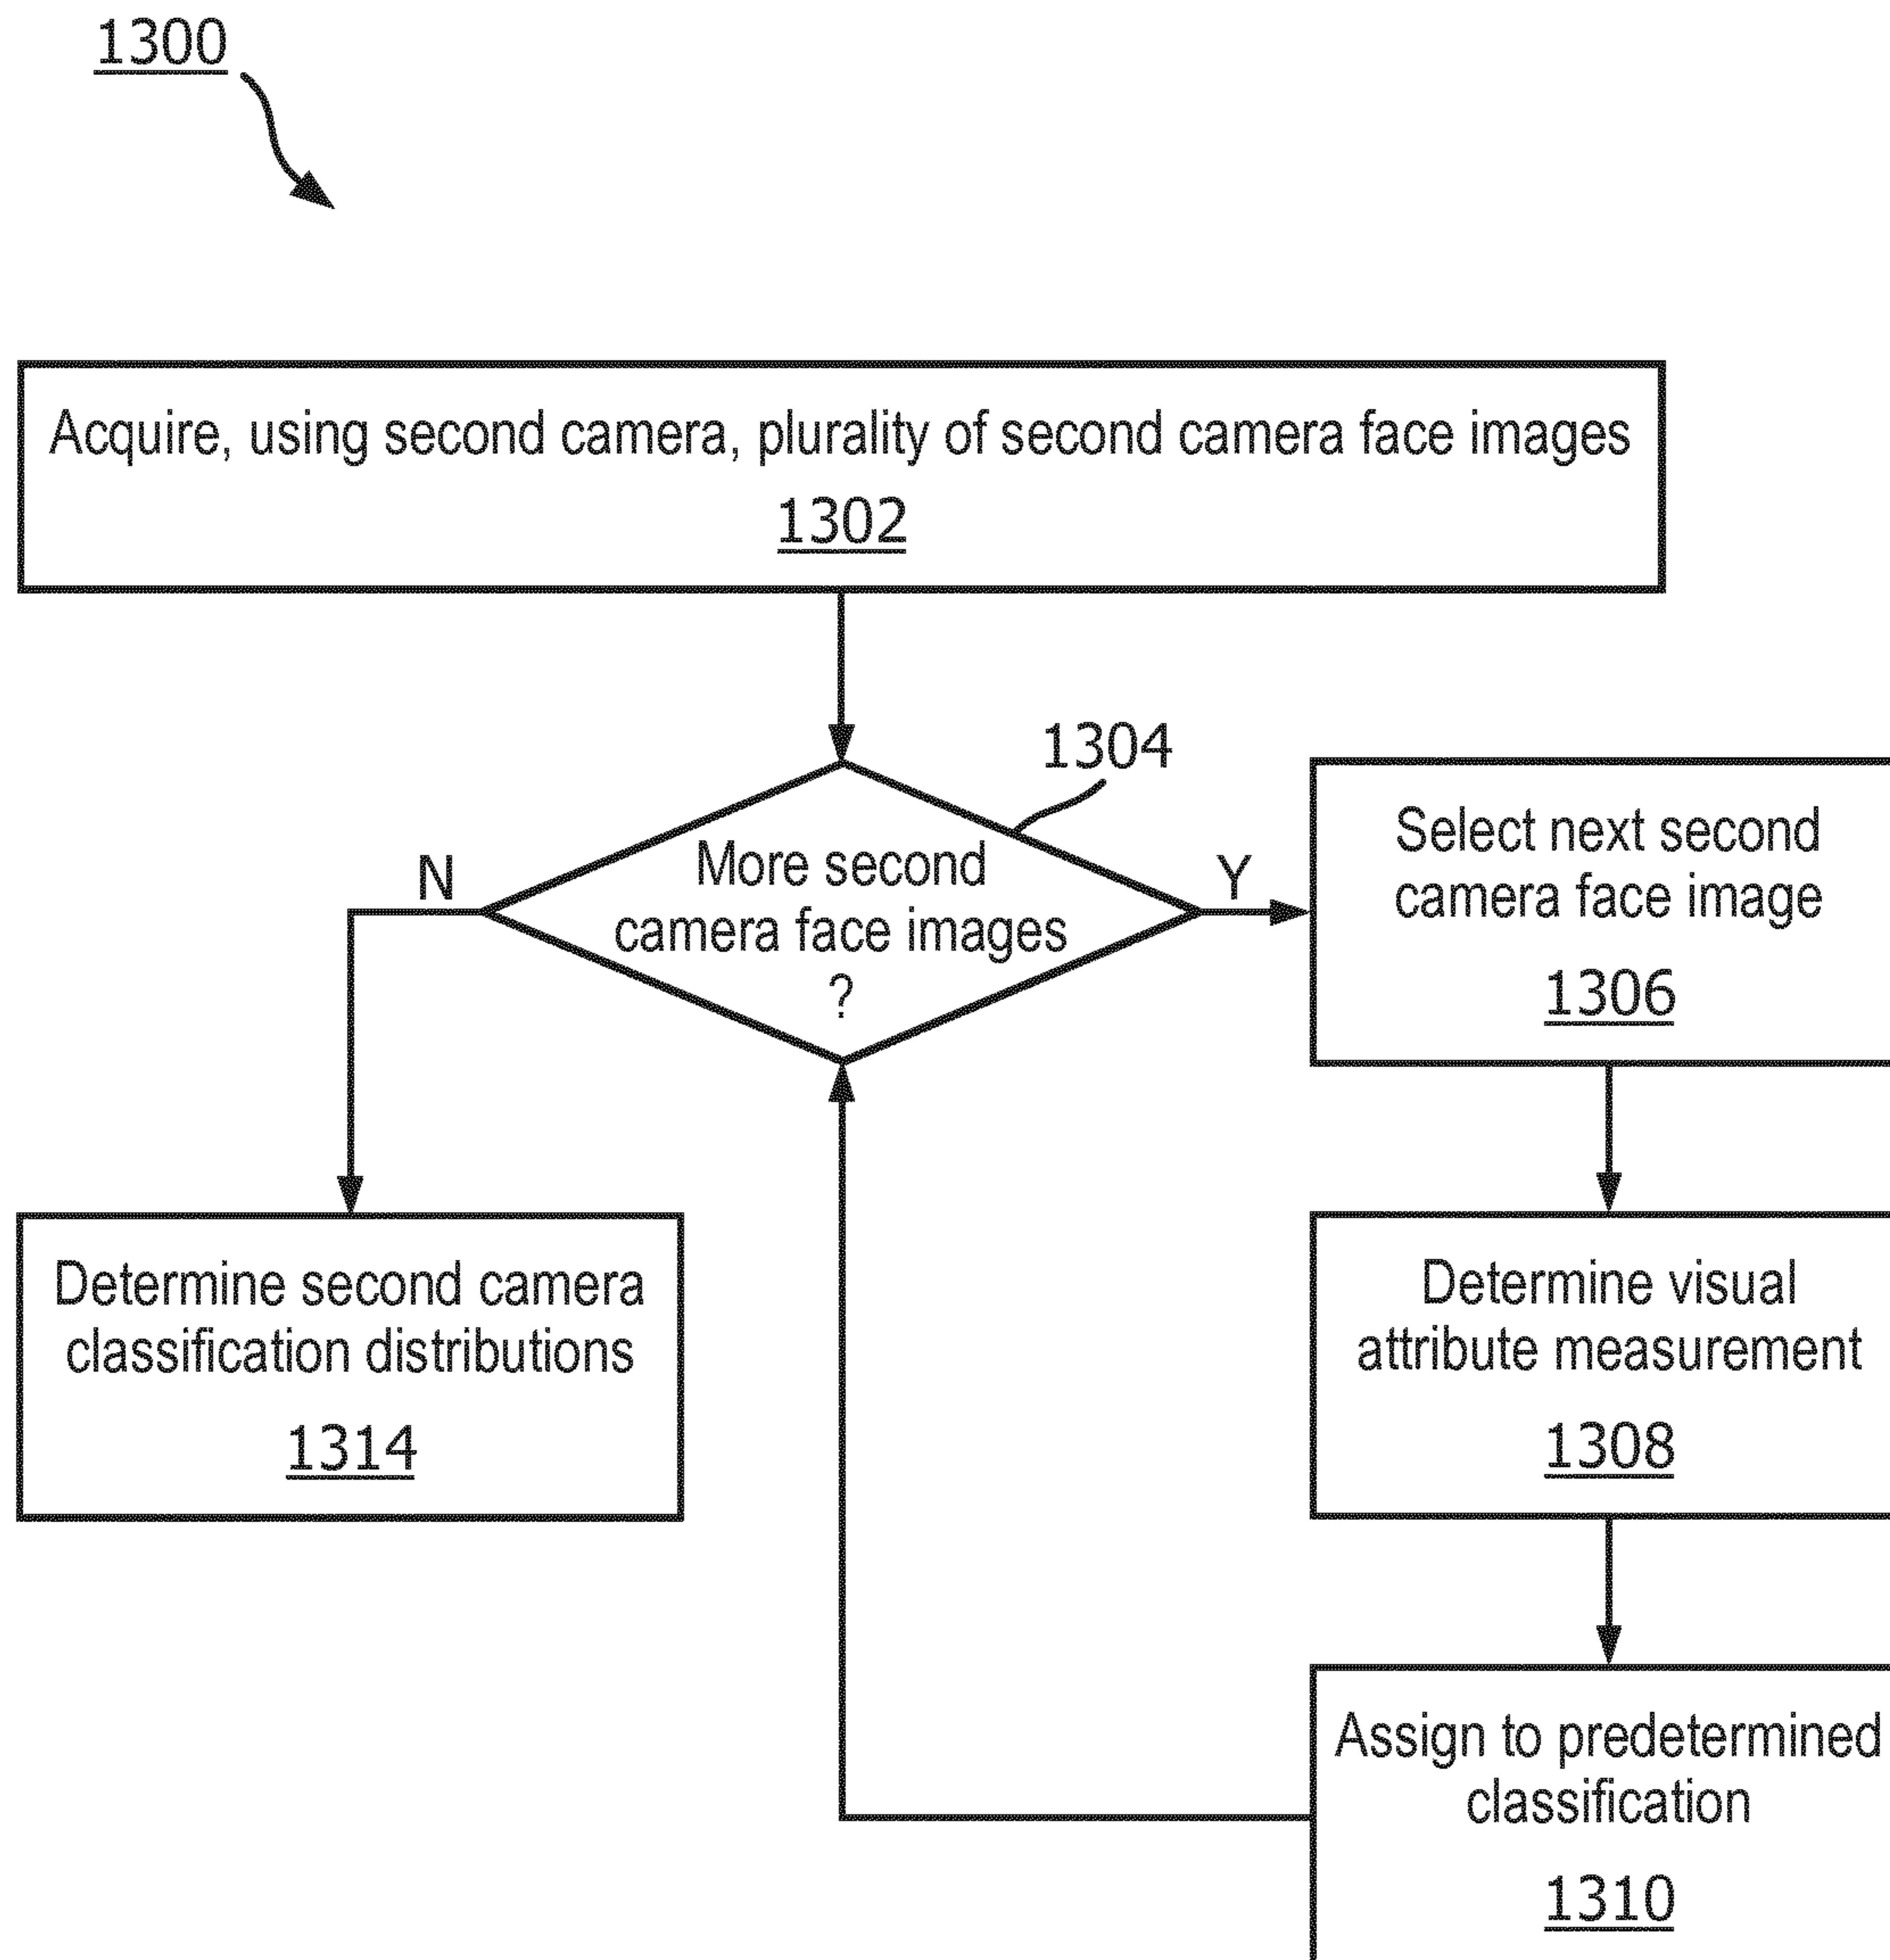 1300
Acquire, using second camera, plurality of second camera face images
1302
1304
More second
camera face images
?
N
Y
Select next second
camera face image
1306
Determine second camera
classification distributions
1314
Determine visual
attribute measurement
1308
Assign to predetermined
classification
1310